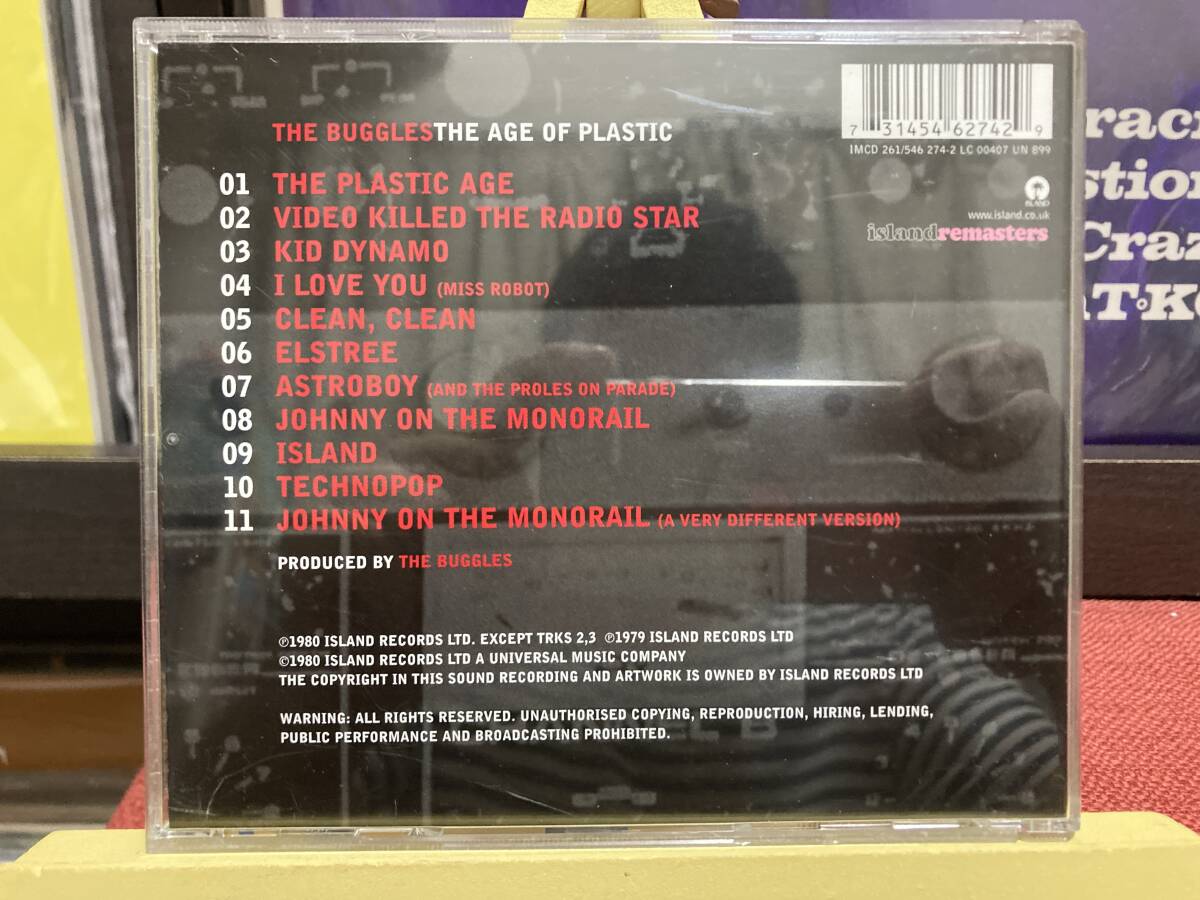 THE BUGGLESTHE AGE OF PLASTIC
7 31454 62742 9
IMCD 261/546 274-2 LC 00407 UN 899
ISLAND
www.island.co.uk
islandremasters
01 THE PLASTIC AGE
02 VIDEO KILLED THE RADIO STAR
03 KID DYNAMO
04 I LOVE YOU (MISS ROBOT)
05 CLEAN, CLEAN
06 ELSTREE
07 ASTROBOY (AND THE PROLES ON PARADE)
08 JOHNNY ON THE MONORAIL
09 ISLAND
10 TECHNOPOP
11 JOHNNY ON THE MONORAIL (A VERY DIFFERENT VERSION)
PRODUCED BY THE BUGGLES
℗1980 ISLAND RECORDS LTD. EXCEPT TRKS 2,3 ℗1979 ISLAND RECORDS LTD
©1980 ISLAND RECORDS LTD A UNIVERSAL MUSIC COMPANY
THE COPYRIGHT IN THIS SOUND RECORDING AND ARTWORK IS OWNED BY ISLAND RECORDS LTD
WARNING: ALL RIGHTS RESERVED. UNAUTHORISED COPYING, REPRODUCTION, HIRING, LENDING,
PUBLIC PERFORMANCE AND BROADCASTING PROHIBITED.